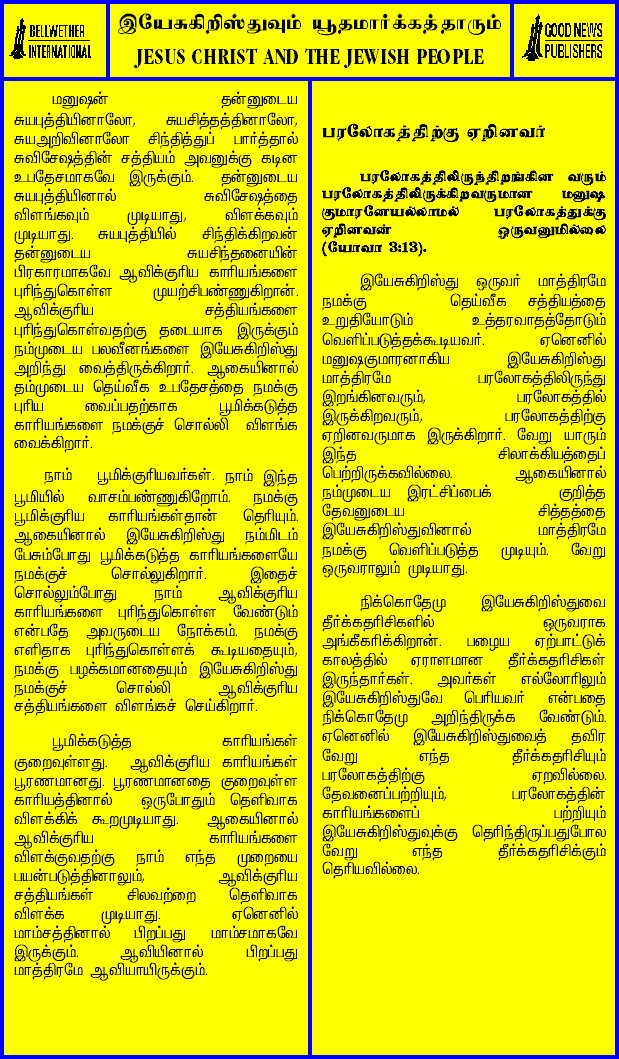 BELLWETHER
INTERNATIONAL
இயேசுகிறிஸ்துவும் யூதமார்க்கத்தாரும்
JESUS CHRIST AND THE JEWISH PEOPLE
GOOD NEWS
PUBLISHERS
மனுஷன் தன்னுடைய
சுயபுத்தியினாலோ, சுயசித்தத்தினாலோ,
சுயஅறிவினாலோ சிந்தித்துப் பார்த்தால்
சுவிசேஷத்தின் சத்தியம் அவனுக்கு கடின
உபதேசமாகவே இருக்கும். தன்னுடைய
சுயபுத்தியினால் சுவிசேஷத்தை
விளங்கவும் முடியாது, விளக்கவும்
முடியாது. சுயபுத்தியில் சிந்திக்கிறவன்
தன்னுடைய சுயசிந்தனையின்
பிரகாரமாகவே ஆவிக்குரிய காரியங்களை
புரிந்துகொள்ள முயற்சிபண்ணுகிறான்.
ஆவிக்குரிய சத்தியங்களை
புரிந்துகொள்வதற்கு தடையாக இருக்கும்
நம்முடைய பலவீனங்களை இயேசுகிறிஸ்து
அறிந்து வைத்திருக்கிறார். ஆகையினால்
தம்முடைய தெய்வீக உபதேசத்தை நமக்கு
புரிய வைப்பதற்காக பூமிக்கடுத்த
காரியங்களை நமக்குச் சொல்லி விளங்க
வைக்கிறார்.
நாம் பூமிக்குரியவர்கள். நாம் இந்த
பூமியில் வாசம்பண்ணுகிறோம். நமக்கு
பூமிக்குரிய காரியங்கள்தான் தெரியும்.
ஆகையினால் இயேசுகிறிஸ்து நம்மிடம்
பேசும்போது பூமிக்கடுத்த காரியங்களையே
நமக்குச் சொல்லுகிறார். இதைச்
சொல்லும்போது நாம் ஆவிக்குரிய
காரியங்களை புரிந்துகொள்ள வேண்டும்
என்பதே அவருடைய நோக்கம். நமக்கு
எளிதாக புரிந்துகொள்ளக் கூடியதையும்,
நமக்கு பழக்கமானதையும் இயேசுகிறிஸ்து
நமக்குச் சொல்லி ஆவிக்குரிய
சத்தியங்களை விளங்கச் செய்கிறார்.
பூமிக்கடுத்த காரியங்கள்
குறைவுள்ளது. ஆவிக்குரிய காரியங்கள்
பூரணமானது. பூரணமானதை குறைவுள்ள
காரியத்தினால் ஒருபோதும் தெளிவாக
விளக்கிக் கூறமுடியாது. ஆகையினால்
ஆவிக்குரிய காரியங்களை
விளக்குவதற்கு நாம் எந்த முறையை
பயன்படுத்தினாலும், ஆவிக்குரிய
சத்தியங்கள் சிலவற்றை தெளிவாக
விளக்க முடியாது. ஏனெனில்
மாம்சத்தினால் பிறப்பது மாம்சமாகவே
இருக்கும். ஆவியினால் பிறப்பது
மாத்திரமே ஆவியாயிருக்கும்.
பரலோகத்திற்கு ஏறினவர்
பரலோகத்திலிருந்திறங்கின வரும்
பரலோகத்திலிருக்கிறவருமான மனுஷ
குமாரனேயல்லாமல் பரலோகத்துக்கு
ஏறினவன் ஒருவனுமில்லை
(யோவா 3:13).
இயேசுகிறிஸ்து ஒருவர் மாத்திரமே
நமக்கு தெய்வீக சத்தியத்தை
உறுதியோடும் உத்தரவாதத்தோடும்
வெளிப்படுத்தக்கூடியவர். ஏனெனில்
மனுஷகுமாரனாகிய இயேசுகிறிஸ்து
மாத்திரமே பரலோகத்திலிருந்து
இறங்கினவரும், பரலோகத்தில்
இருக்கிறவரும், பரலோகத்திற்கு
ஏறினவருமாக இருக்கிறார். வேறு யாரும்
இந்த சிலாக்கியத்தைப்
பெற்றிருக்கவில்லை. ஆகையினால்
நம்முடைய இரட்சிப்பைக் குறித்த
தேவனுடைய சித்தத்தை
இயேசுகிறிஸ்துவினால் மாத்திரமே
நமக்கு வெளிப்படுத்த முடியும். வேறு
ஒருவராலும் முடியாது.
நிக்கொதேமு இயேசுகிறிஸ்துவை
தீர்க்கதரிசிகளில் ஒருவராக
அங்கீகரிக்கிறான். பழைய ஏற்பாட்டுக்
காலத்தில் ஏராளமான தீர்க்கதரிசிகள்
இருந்தார்கள். அவர்கள் எல்லோரிலும்
இயேசுகிறிஸ்துவே பெரியவர் என்பதை
நிக்கொதேமு அறிந்திருக்க வேண்டும்.
ஏனெனில் இயேசுகிறிஸ்துவைத் தவிர
வேறு எந்த தீர்க்கதரிசியும்
பரலோகத்திற்கு ஏறவில்லை.
தேவனைப்பற்றியும், பரலோகத்தின்
காரியங்களைப் பற்றியும்
இயேசுகிறிஸ்துவுக்கு தெரிந்திருப்பதுபோல
வேறு எந்த தீர்க்கதரிசிக்கும்
தெரியவில்லை.